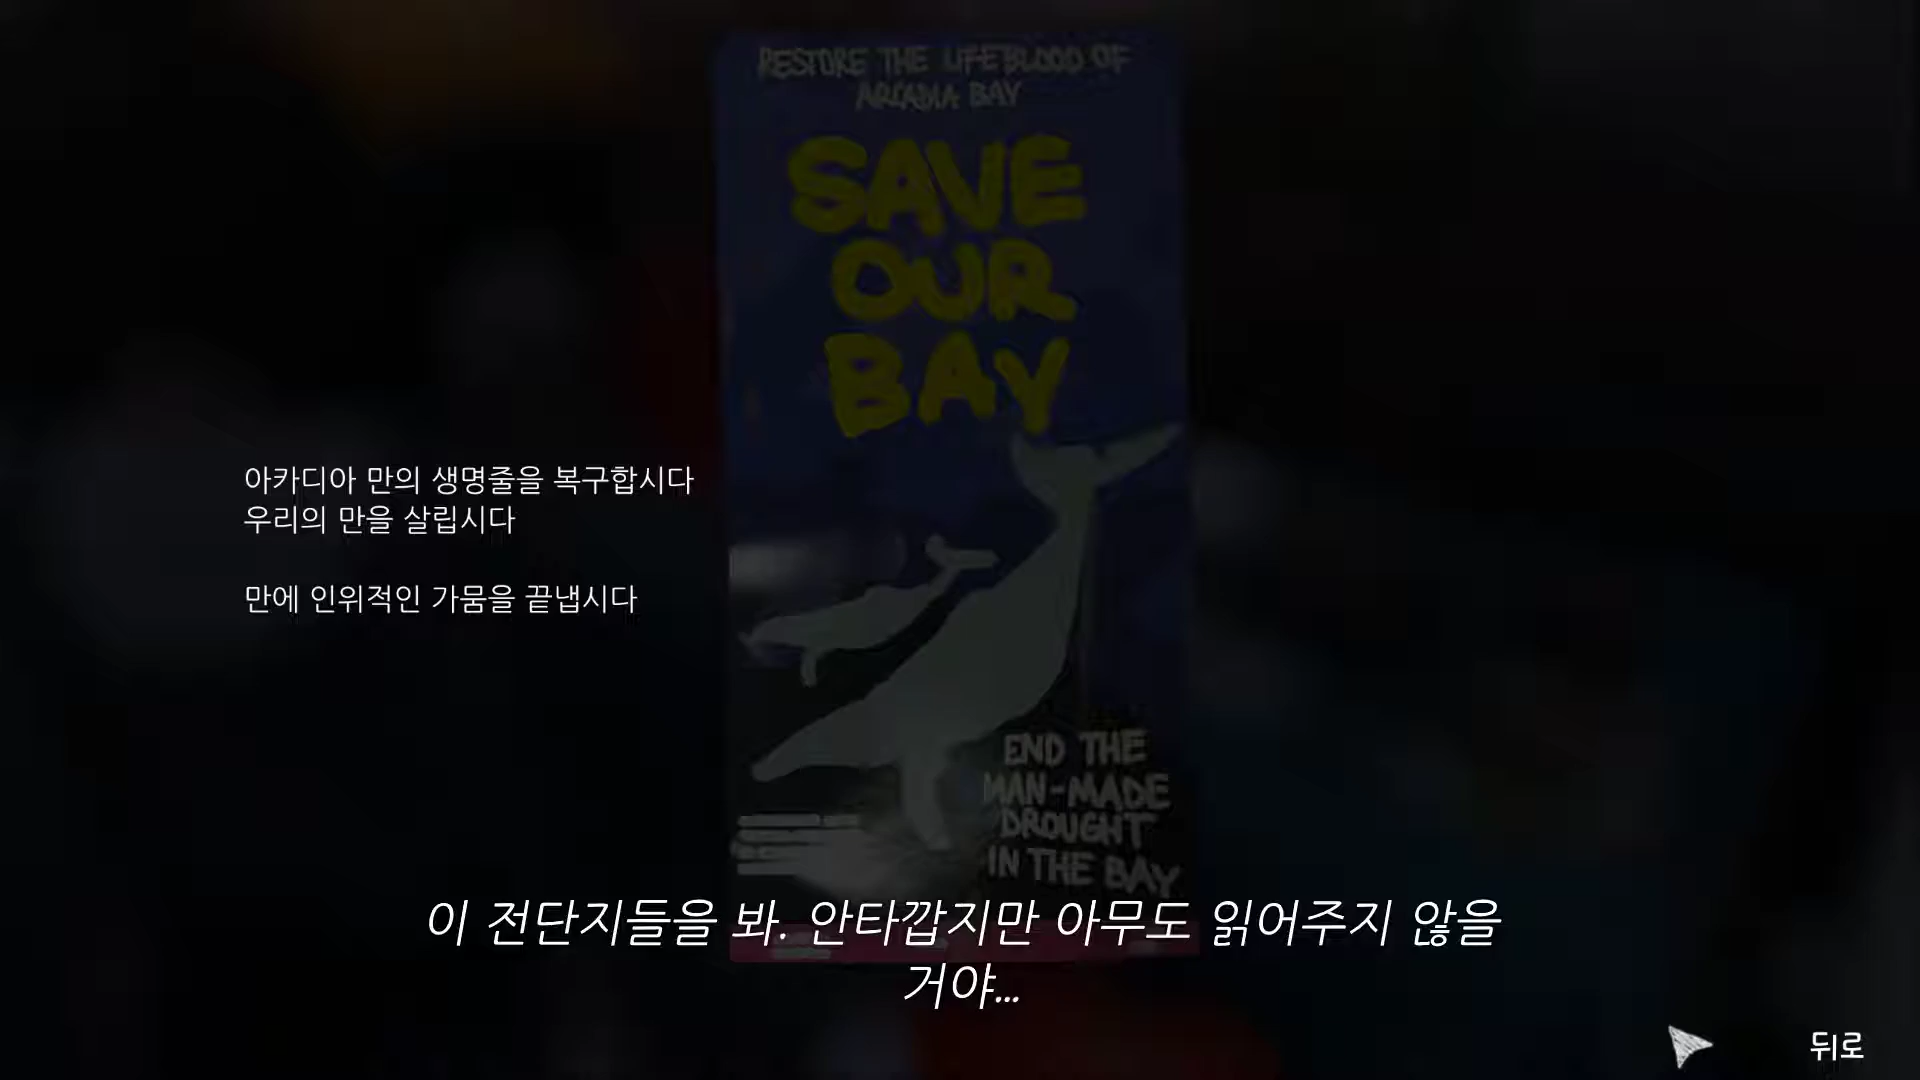 RESTORE THE LIFEBLOOD OF
ARCADIA BAY
SAVE
OUR
BAY
아카디아 만의 생명줄을 복구합시다
우리의 만을 살립시다
만에 인위적인 가뭄을 끝냅시다
END THE
MAN-MADE
DROUGHT
IN THE BAY
이 전단지들을 봐. 안타깝지만 아무도 읽어주지 않을
거야...
뒤로